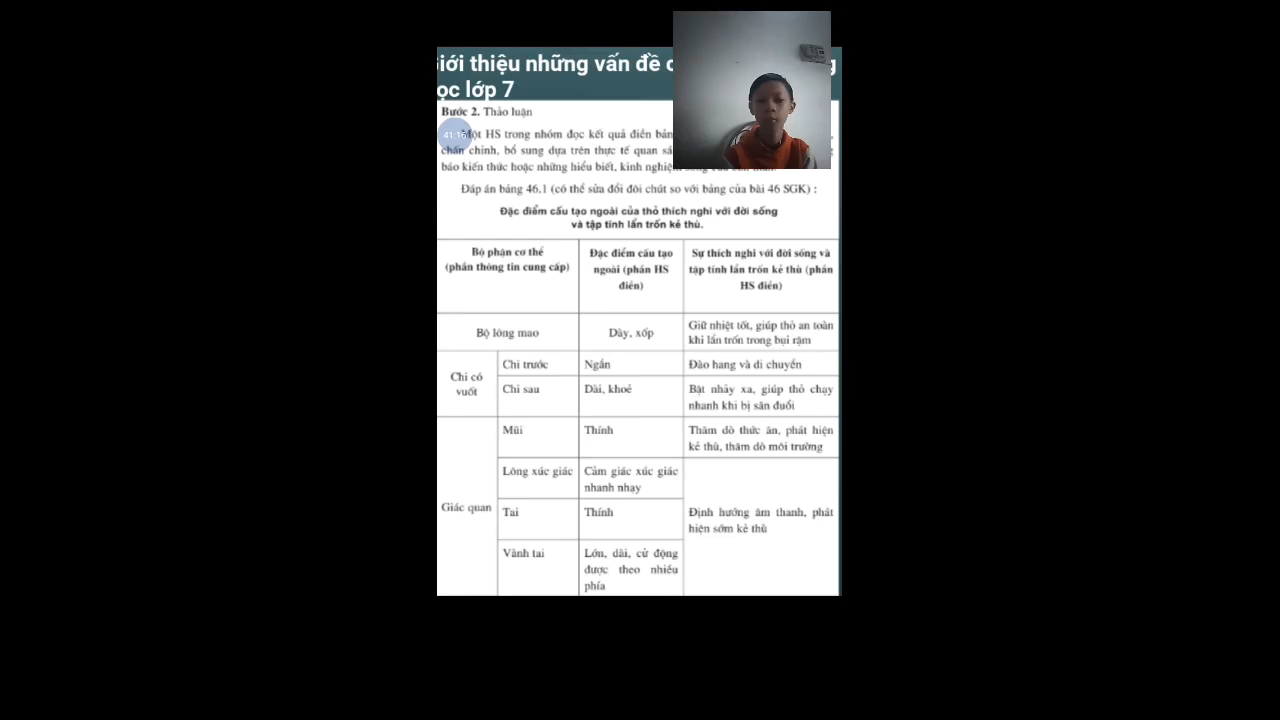 iới thiệu những vấn đề c
g
ọc lớp 7
Bước 2. Thảo luận
41:16
Một HS trong nhóm đọc kết quả điền bản
chấn chỉnh, bổ sung dựa trên thực tế quan sá
báo kiến thức hoặc những hiểu biết, kinh nghiệm
Đáp án bảng 46.1 (có thể sửa đổi đôi chút so với bảng của bài 46 SGK) :
Đặc điểm cấu tạo ngoài của thỏ thích nghi với đời sống
và tập tính lẩn trốn kẻ thù.
Bộ phận cơ thể
(phần thông tin cung cấp)
Đặc điểm cấu tạo
ngoài (phần HS
điền)
Sự thích nghi với đời sống và
tập tính lẩn trốn kẻ thù (phần
HS điền)
Bộ lông mao
Dày, xốp
Giữ nhiệt tốt, giúp thỏ an toàn
khi lẩn trốn trong bụi rậm
Chi có
vuốt
Chi trước
Ngắn
Đào hang và di chuyển
Chi sau
Dài, khoẻ
Bật nhảy xa, giúp thỏ chạy
nhanh khi bị săn đuổi
Giác quan
Mũi
Thính
Thăm dò thức ăn, phát hiện
kẻ thù, thăm dò môi trường
Lông xúc giác
Cảm giác xúc giác
nhanh nhạy
Tai
Thính
Định hướng âm thanh, phát
hiện sớm kẻ thù
Vành tai
Lớn, dài, cử động
được theo nhiều
phía